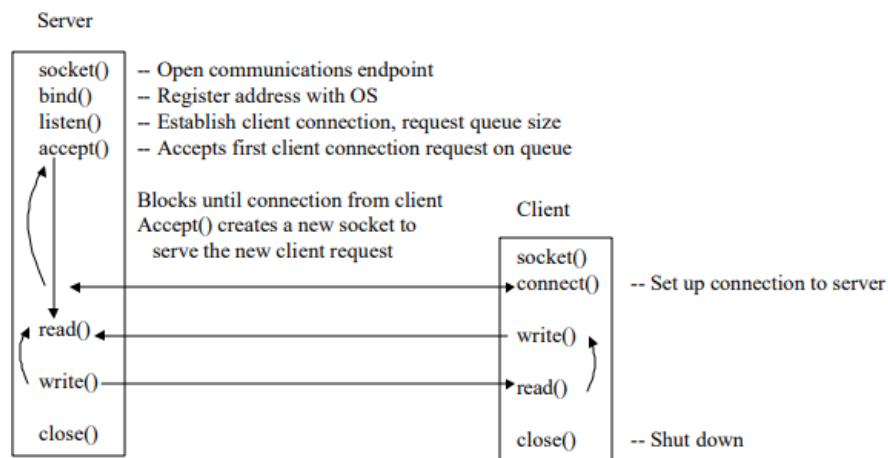 Server
socket() -- Open communications endpoint
bind() -- Register address with OS
listen() -- Establish client connection, request queue size
accept() -- Accepts first client connection request on queue
Blocks until connection from client
Accept() creates a new socket to
serve the new client request
Client
socket()
connect() -- Set up connection to server
read()
write()
write()
read()
close()
close() -- Shut down